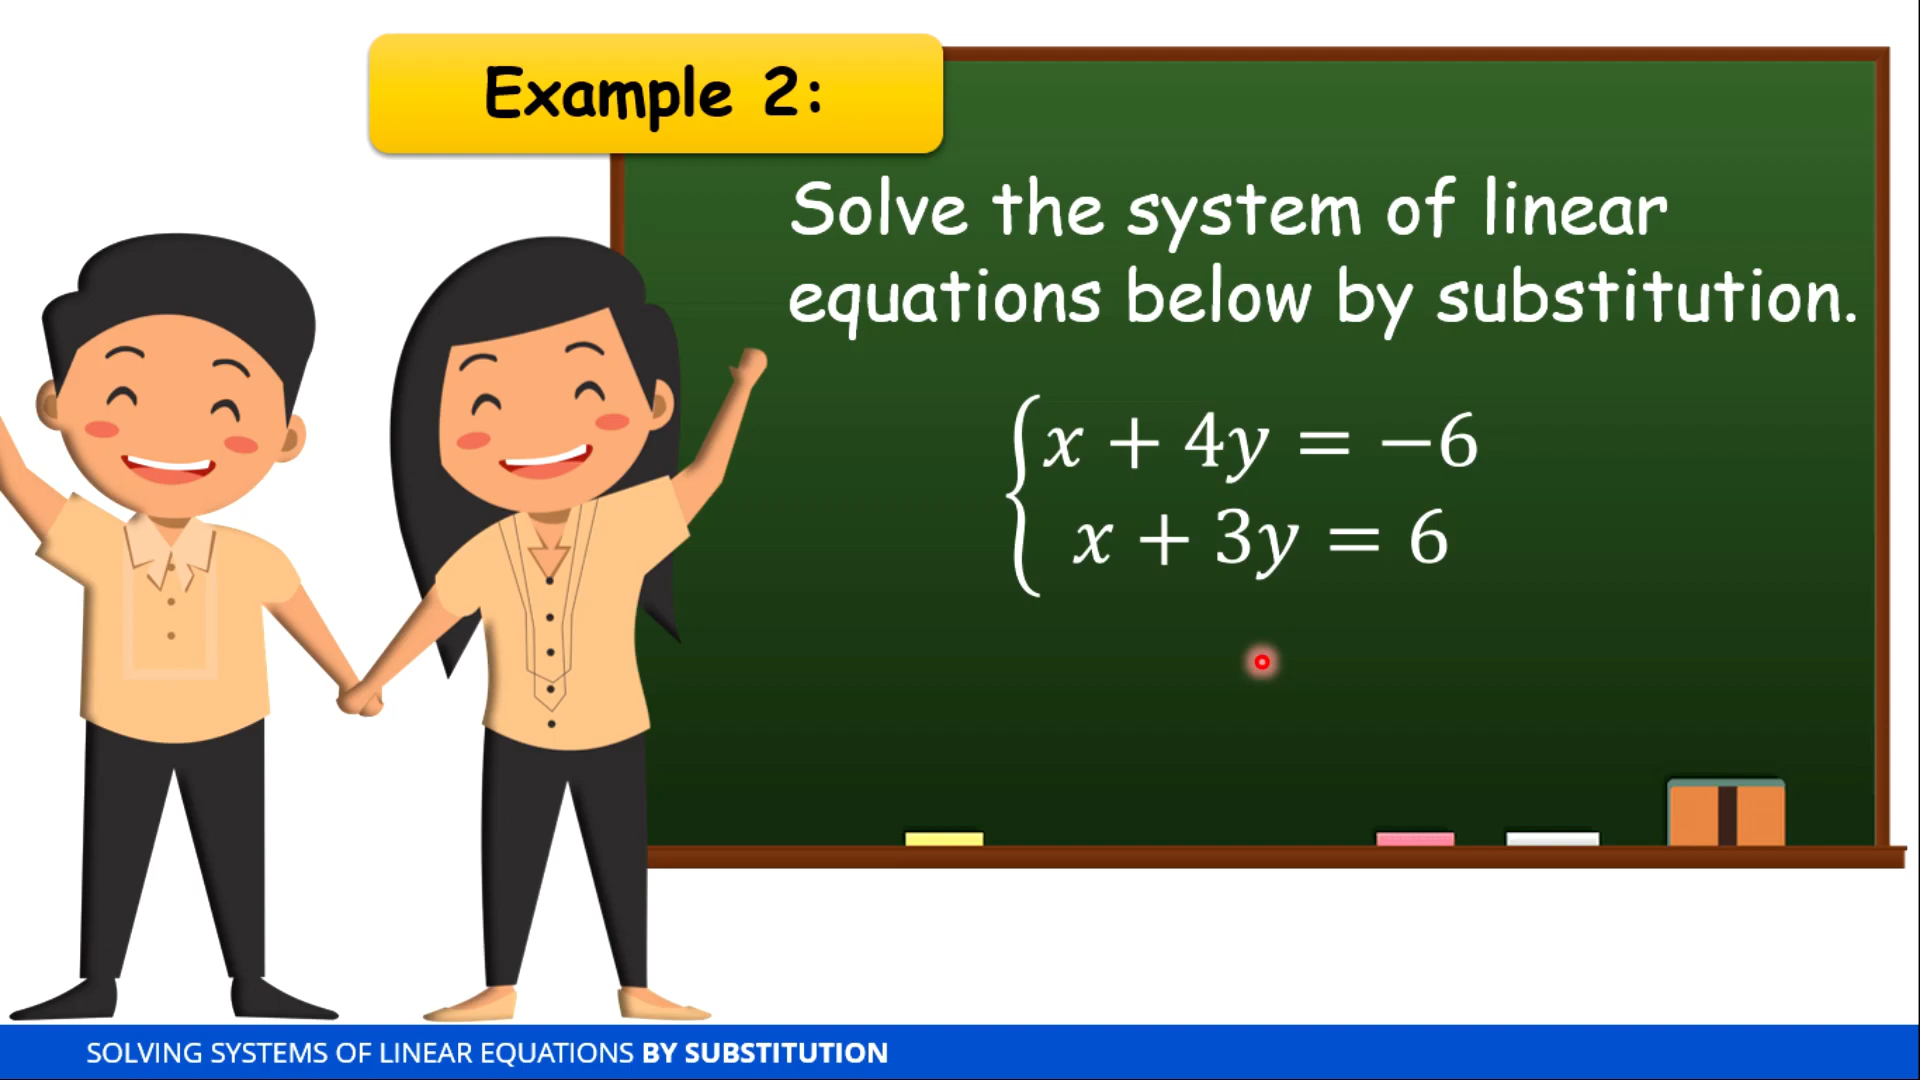 Example 2:
Solve the system of linear
equations below by substitution.
x + 4y = −6
x + 3y = 6
SOLVING SYSTEMS OF LINEAR EQUATIONS BY SUBSTITUTION